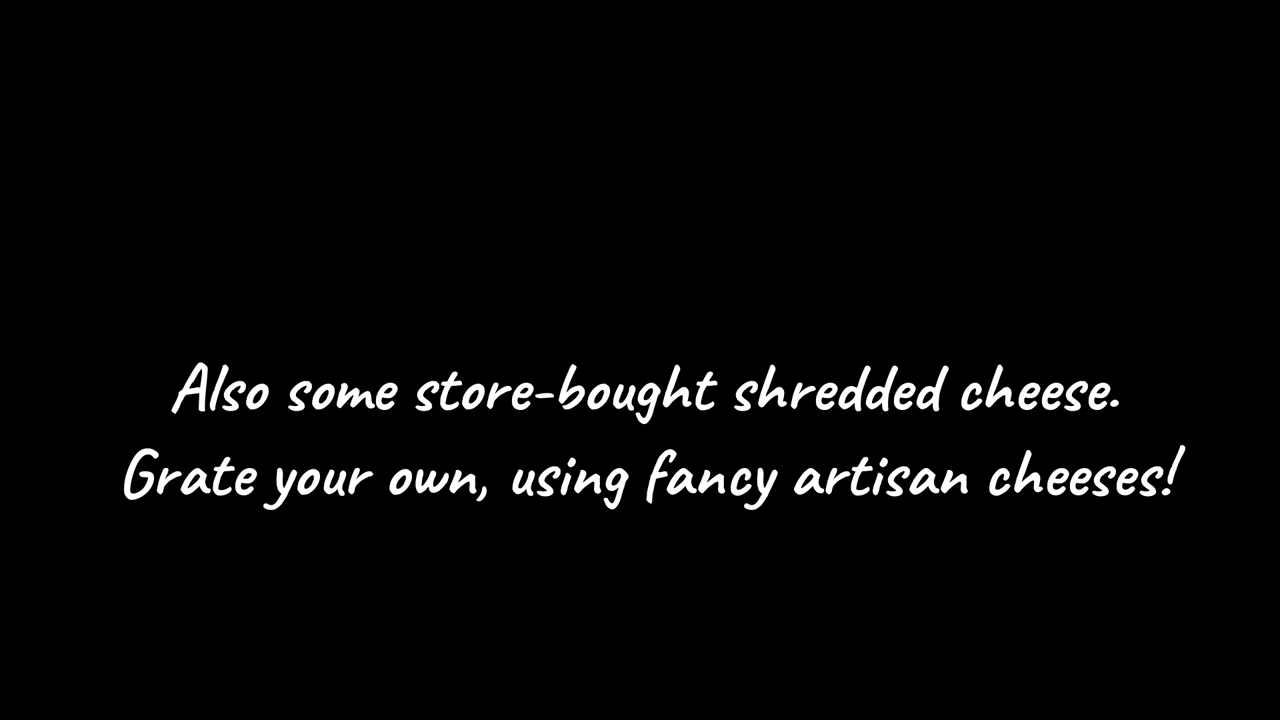 Also some store-bought shredded cheese.
Grate your own, using fancy artisan cheeses!